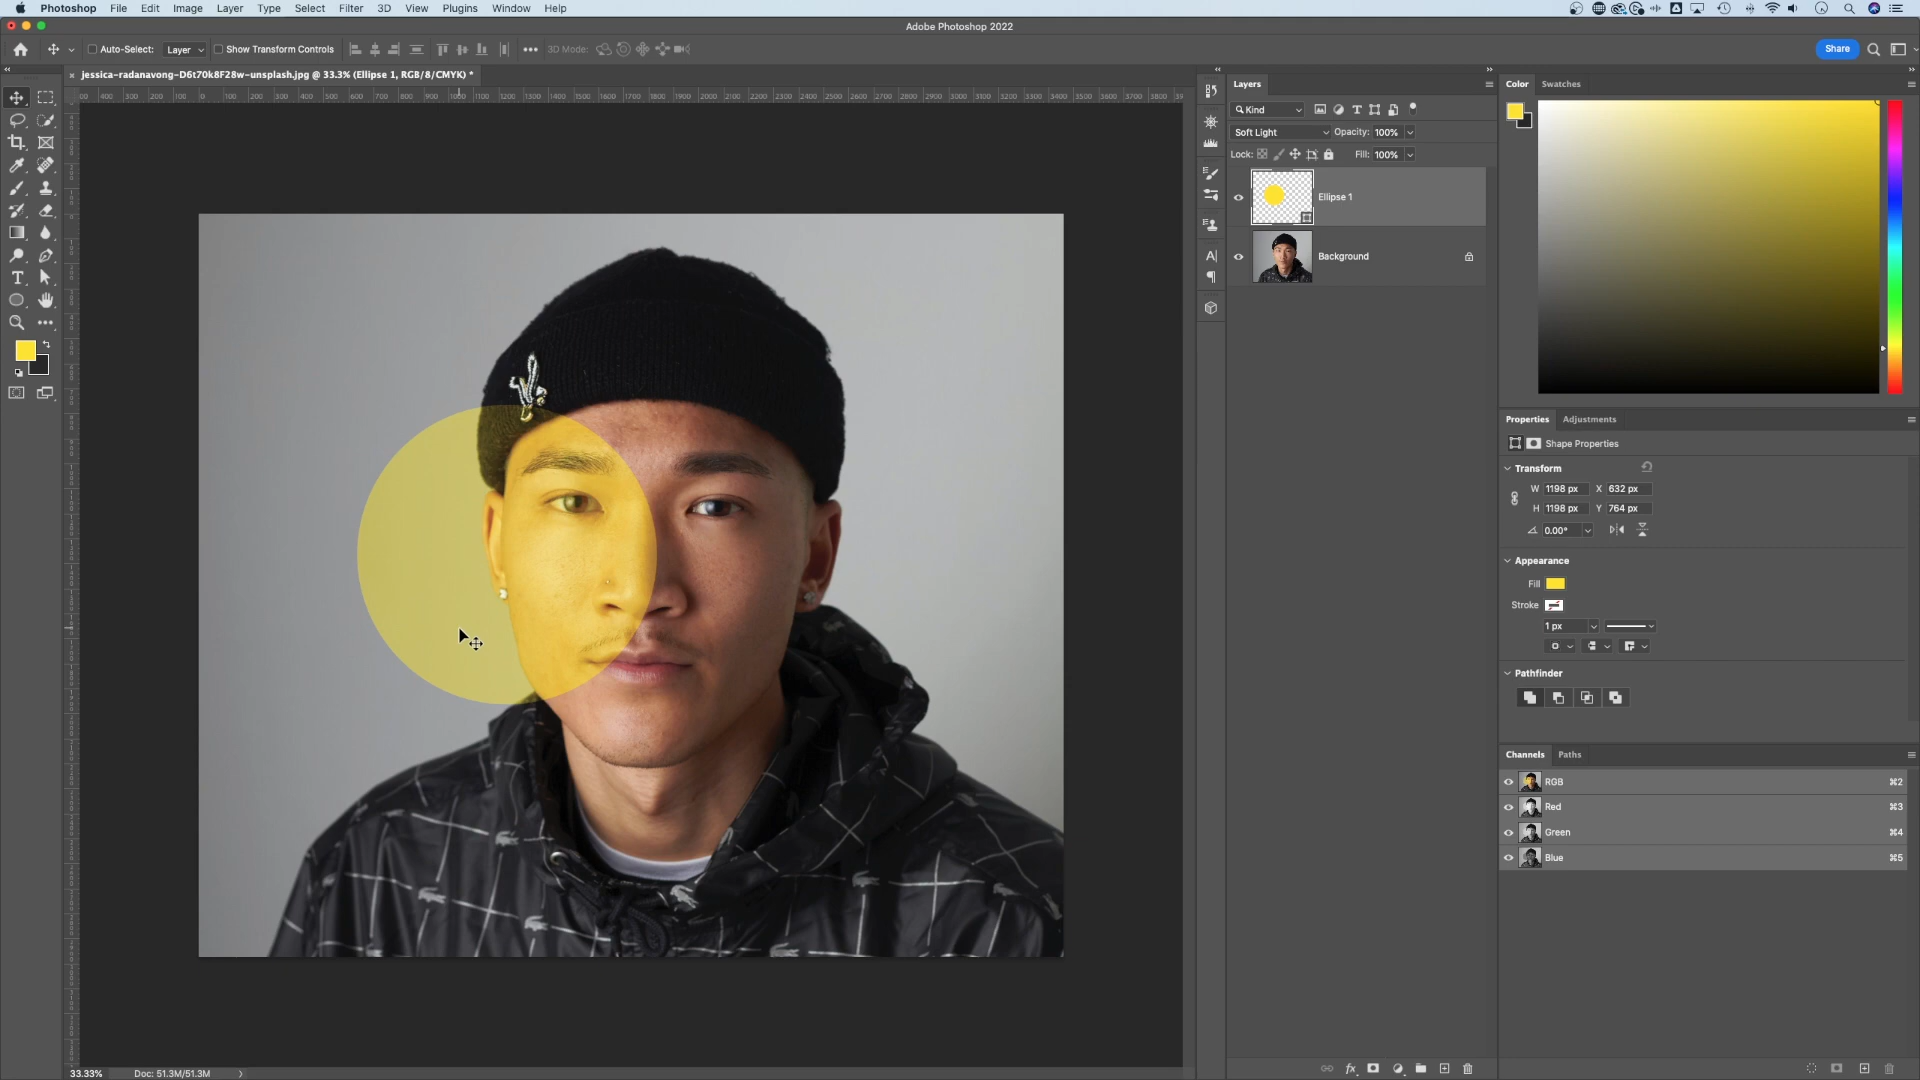 Photoshop File Edit Image Layer Type Select Filter 3D View Plugins Window Help
Adobe Photoshop 2022
Auto-Select: Layer Show Transform Controls 3D Mode: Share
jessica-radanavong-D6t70k8F28w-unsplash.jpg @ 33.3% (Ellipse 1, RGB/8/CMYK) *
Layers
Kind
Soft Light Opacity: 100%
Lock: Fill: 100%
Ellipse 1
Background
Color Swatches
Properties Adjustments
Shape Properties
Transform
W 1198 px X 632 px
H 1198 px Y 764 px
0.00°
Appearance
Fill
Stroke
1 px
Pathfinder
Channels Paths
RGB ⌘2
Red ⌘3
Green ⌘4
Blue ⌘5
33.33% Doc: 51.3M/51.3M